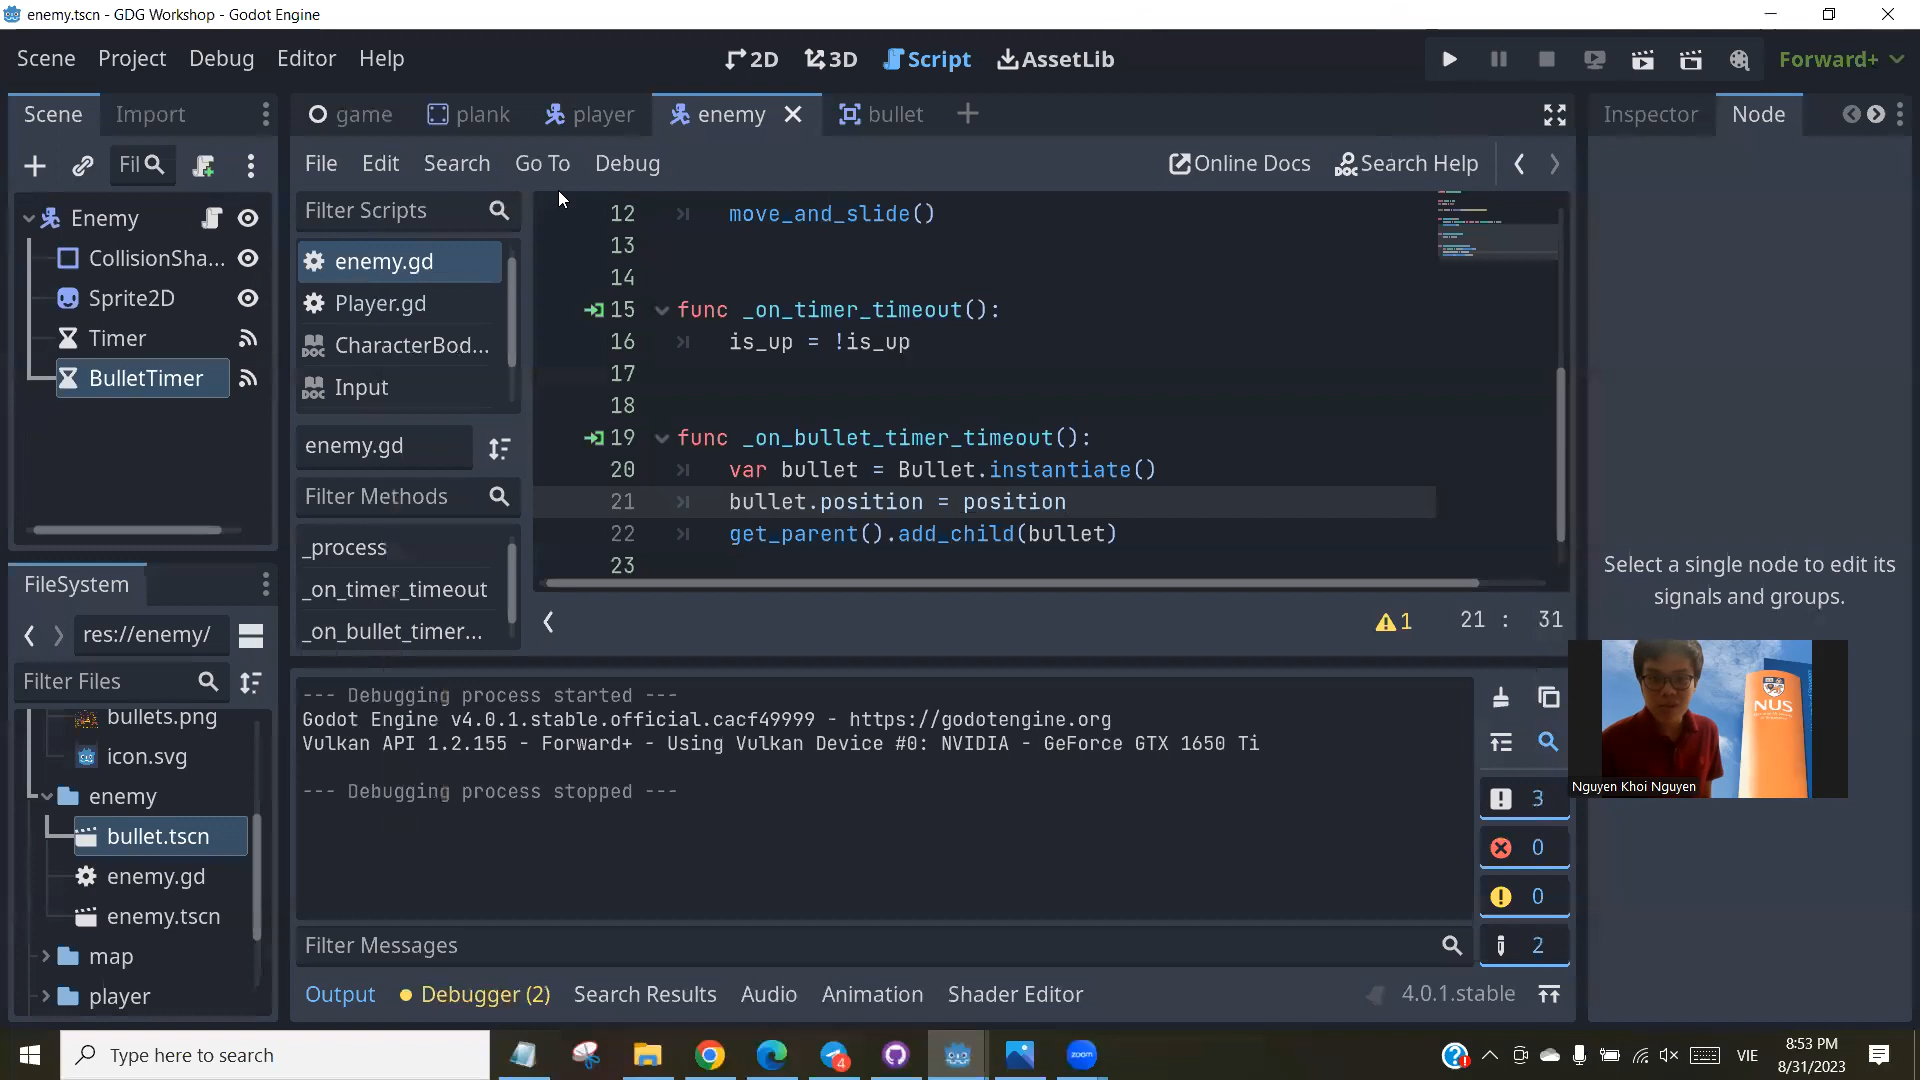 enemy.tscn - GDG Workshop - Godot Engine
Scene Project Debug Editor Help
2D 3D Script AssetLib
Forward+
Scene Import
game plank player enemy bullet
Inspector Node
Fil
File Edit Search Go To Debug
Online Docs Search Help
Enemy
CollisionSha...
Sprite2D
Timer
BulletTimer
Filter Scripts
enemy.gd
Player.gd
CharacterBod...
Input
enemy.gd
Filter Methods
_process
_on_timer_timeout
_on_bullet_timer...
12 move_and_slide()
13
14
15 func _on_timer_timeout():
16 is_up = !is_up
17
18
19 func _on_bullet_timer_timeout():
20 var bullet = Bullet.instantiate()
21 bullet.position = position
22 get_parent().add_child(bullet)
23
1 21 : 31
Select a single node to edit its
signals and groups.
FileSystem
res://enemy/
Filter Files
bullets.png
icon.svg
enemy
bullet.tscn
enemy.gd
enemy.tscn
map
player
--- Debugging process started ---
Godot Engine v4.0.1.stable.official.cacf49999 - https://godotengine.org
Vulkan API 1.2.155 - Forward+ - Using Vulkan Device #0: NVIDIA - GeForce GTX 1650 Ti
--- Debugging process stopped ---
3
0
0
2
Filter Messages
Output Debugger (2) Search Results Audio Animation Shader Editor
4.0.1.stable
NUS
Nguyen Khoi Nguyen
Type here to search
4
zoom
VIE
8:53 PM
8/31/2023